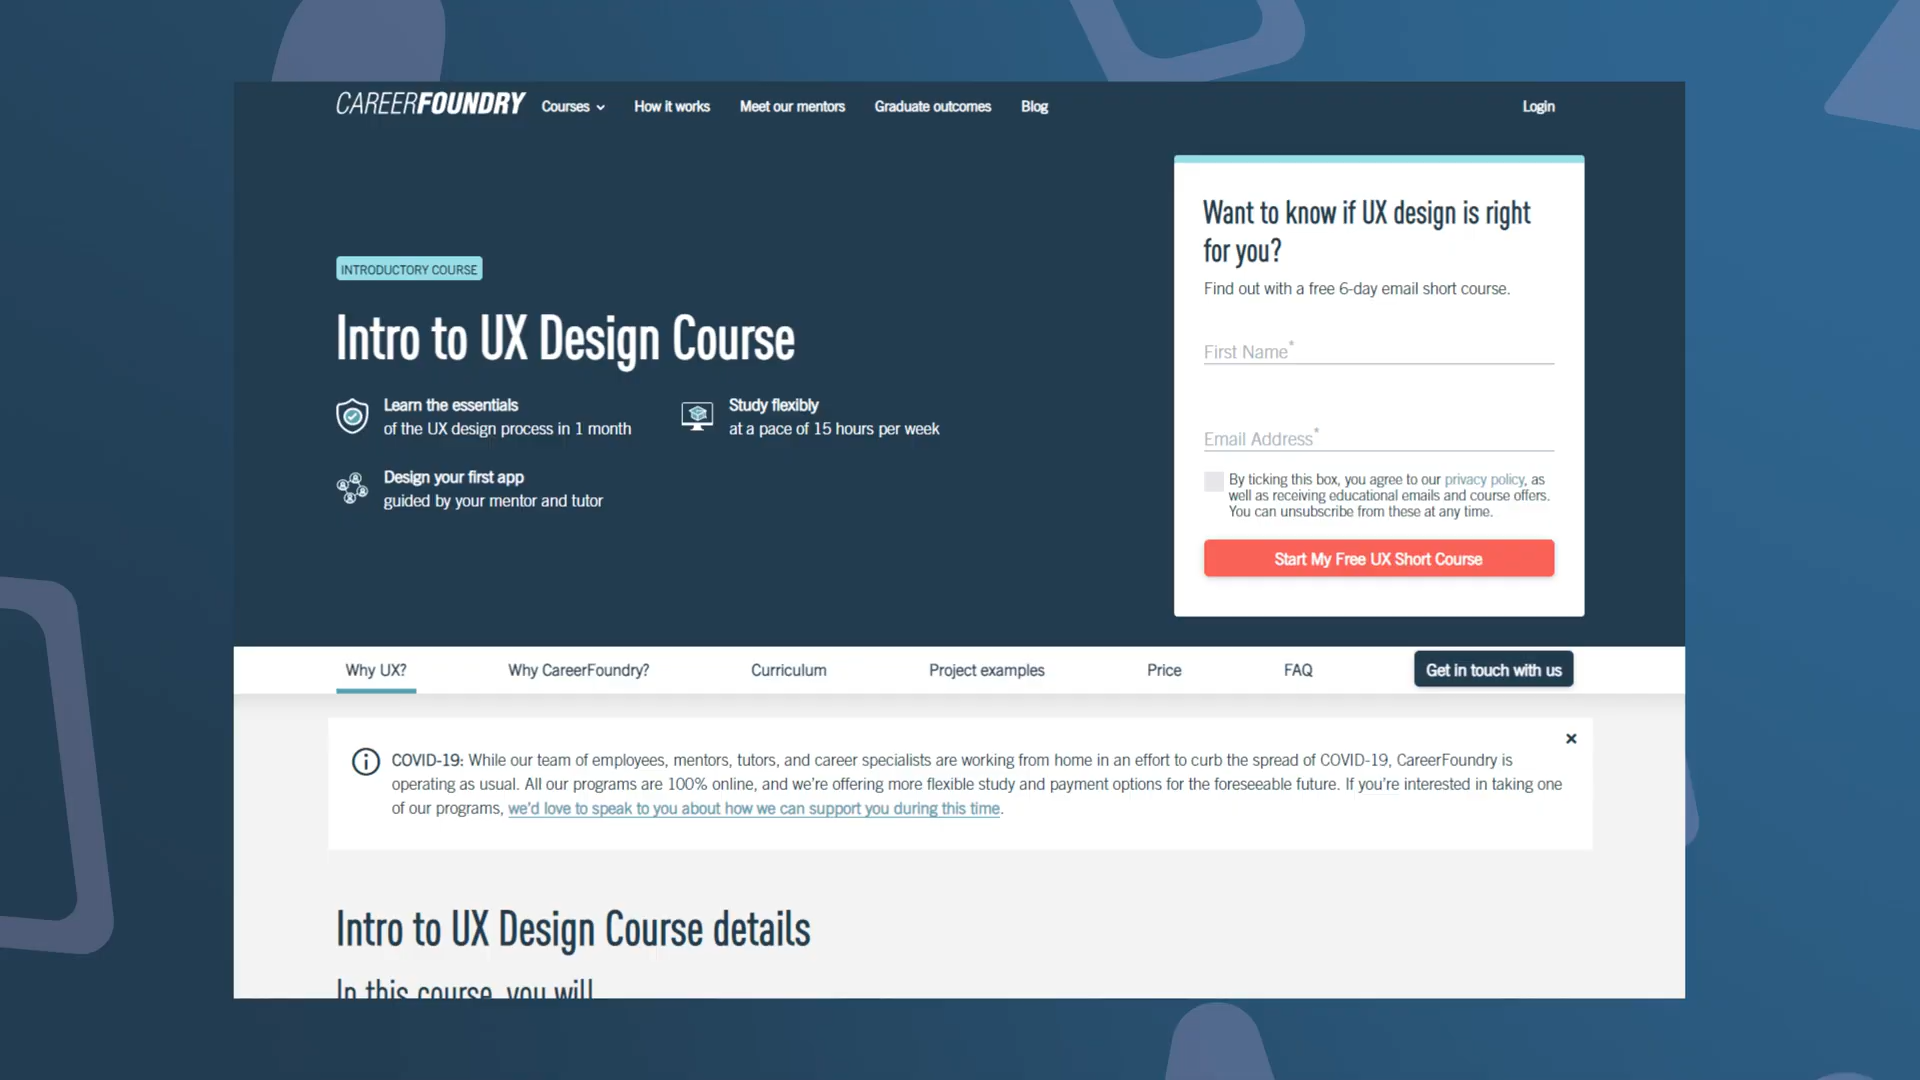 CAREERFOUNDRY Courses How it works Meet our mentors Graduate outcomes Blog Login
INTRODUCTORY COURSE
Intro to UX Design Course
Learn the essentials
of the UX design process in 1 month
Study flexibly
at a pace of 15 hours per week
Design your first app
guided by your mentor and tutor
Want to know if UX design is right
for you?
Find out with a free 6-day email short course.
First Name*
Email Address*
By ticking this box, you agree to our privacy policy, as
well as receiving educational emails and course offers.
You can unsubscribe from these at any time.
Start My Free UX Short Course
Why UX? Why CareerFoundry? Curriculum Project examples Price FAQ Get in touch with us
COVID-19: While our team of employees, mentors, tutors, and career specialists are working from home in an effort to curb the spread of COVID-19, CareerFoundry is
operating as usual. All our programs are 100% online, and we're offering more flexible study and payment options for the foreseeable future. If you're interested in taking one
of our programs, we'd love to speak to you about how we can support you during this time.
Intro to UX Design Course details
In this course, you will